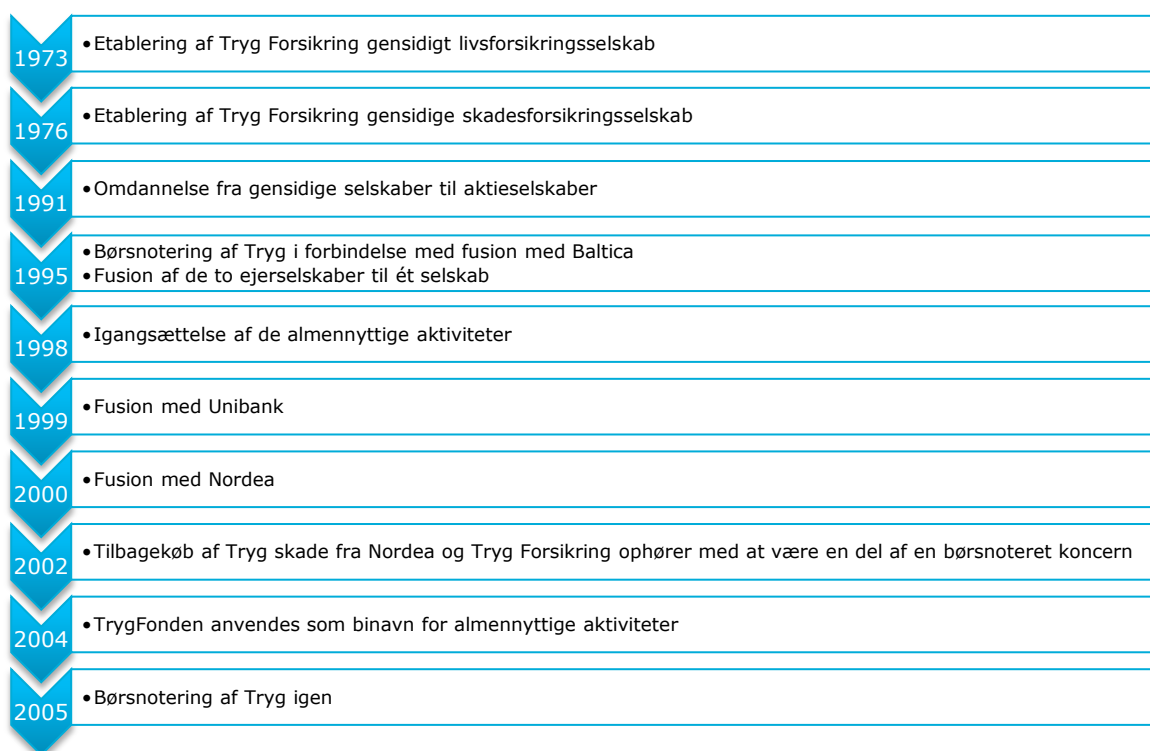 1973
•Etablering af Tryg Forsikring gensidigt livsforsikringsselskab
1976
•Etablering af Tryg Forsikring gensidige skadesforsikringsselskab
1991
•Omdannelse fra gensidige selskaber til aktieselskaber
1995
•Børsnotering af Tryg i forbindelse med fusion med Baltica
•Fusion af de to ejerselskaber til ét selskab
1998
•Igangsættelse af de almennyttige aktiviteter
1999
•Fusion med Unibank
2000
•Fusion med Nordea
2002
•Tilbagekøb af Tryg skade fra Nordea og Tryg Forsikring ophører med at være en del af en børsnoteret koncern
2004
•TrygFonden anvendes som binavn for almennyttige aktiviteter
2005
•Børsnotering af Tryg igen